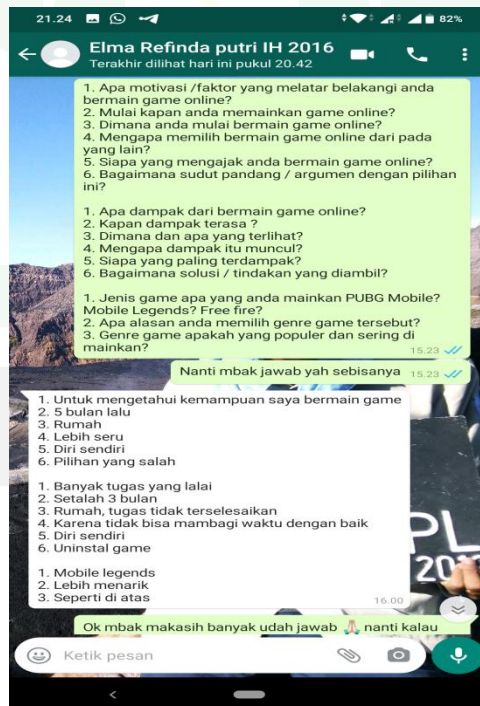 21.24
82%
Elma Refinda putri IH 2016
Terakhir dilihat hari ini pukul 20.42
1. Apa motivasi /faktor yang melatar belakangi anda
bermain game online?
2. Mulai kapan anda memainkan game online?
3. Dimana anda mulai bermain game online?
4. Mengapa memilih bermain game online dari pada
yang lain?
5. Siapa yang mengajak anda bermain game online?
6. Bagaimana sudut pandang / argumen dengan pilihan
ini?
1. Apa dampak dari bermain game online?
2. Kapan dampak terasa ?
3. Dimana dan apa yang terlihat?
4. Mengapa dampak itu muncul?
5. Siapa yang paling terdampak?
6. Bagaimana solusi / tindakan yang diambil?
1. Jenis game apa yang anda mainkan PUBG Mobile?
Mobile Legends? Free fire?
2. Apa alasan anda memilih genre game tersebut?
3. Genre game apakah yang populer dan sering di
mainkan?
15.23
Nanti mbak jawab yah sebisanya 15.23
1. Untuk mengetahui kemampuan saya bermain game
2. 5 bulan lalu
3. Rumah
4. Lebih seru
5. Diri sendiri
6. Pilihan yang salah
1. Banyak tugas yang lalai
2. Setalah 3 bulan
3. Rumah, tugas tidak terselesaikan
4. Karena tidak bisa mambagi waktu dengan baik
5. Diri sendiri
6. Uninstal game
1. Mobile legends
2. Lebih menarik
3. Seperti di atas
16.00
PL
20
Ok mbak makasih banyak udah jawab 🙏 nanti kalau
Ketik pesan